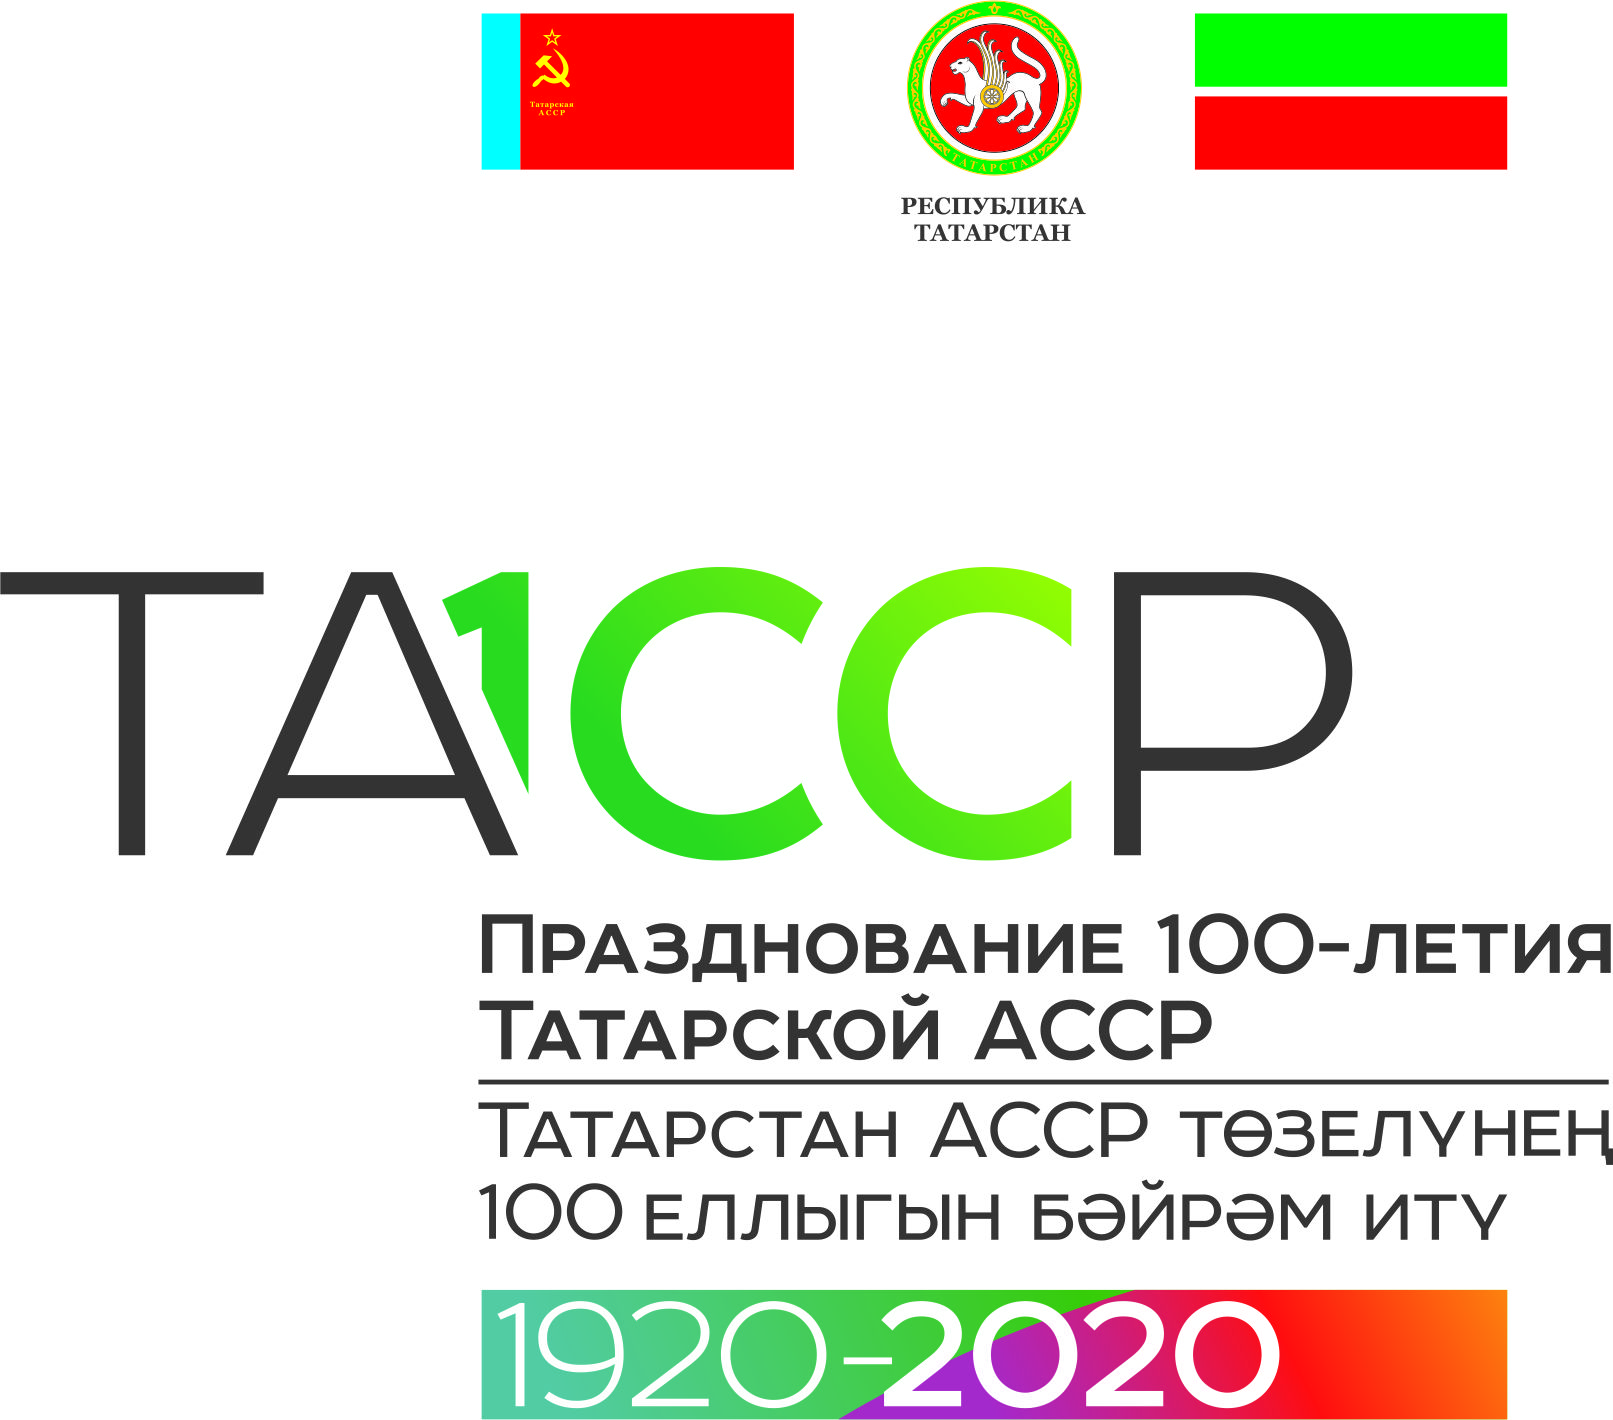 Татарская
АССР
ТАТАРСТАН
РЕСПУБЛИКА
ТАТАРСТАН
ТА1ССР
Празднование 100-летия
Татарской АССР
Татарстан АССР төзелүнең
100 еллыгын бәйрәм итү
1920-2020